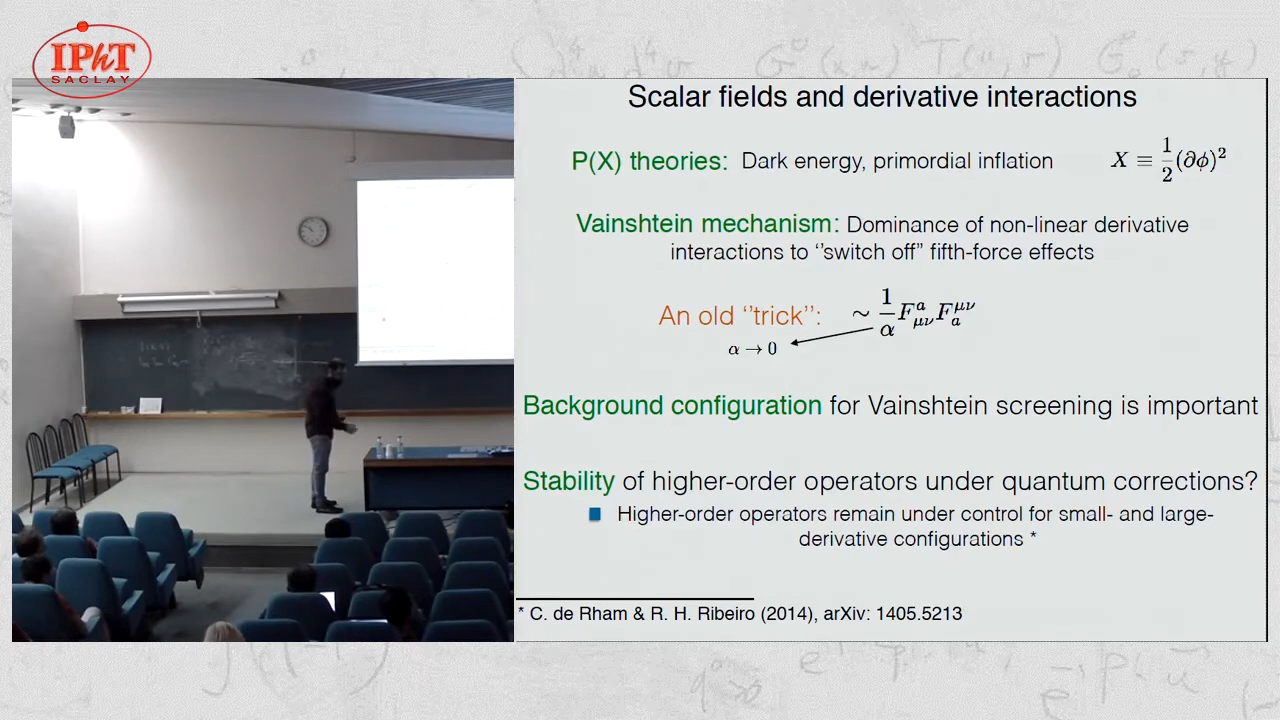 IPhT
SACLAY
Scalar fields and derivative interactions
P(X) theories: Dark energy, primordial inflation X ≡ 1/2 (∂ϕ)²
Vainshtein mechanism: Dominance of non-linear derivative
interactions to ‘’switch off” fifth-force effects
An old ‘’trick’’: ∼ 1/α F^a_{μν} F_a^{μν}
α → 0
Background configuration for Vainshtein screening is important
Stability of higher-order operators under quantum corrections?
Higher-order operators remain under control for small- and large-
derivative configurations *
* C. de Rham & R. H. Ribeiro (2014), arXiv: 1405.5213